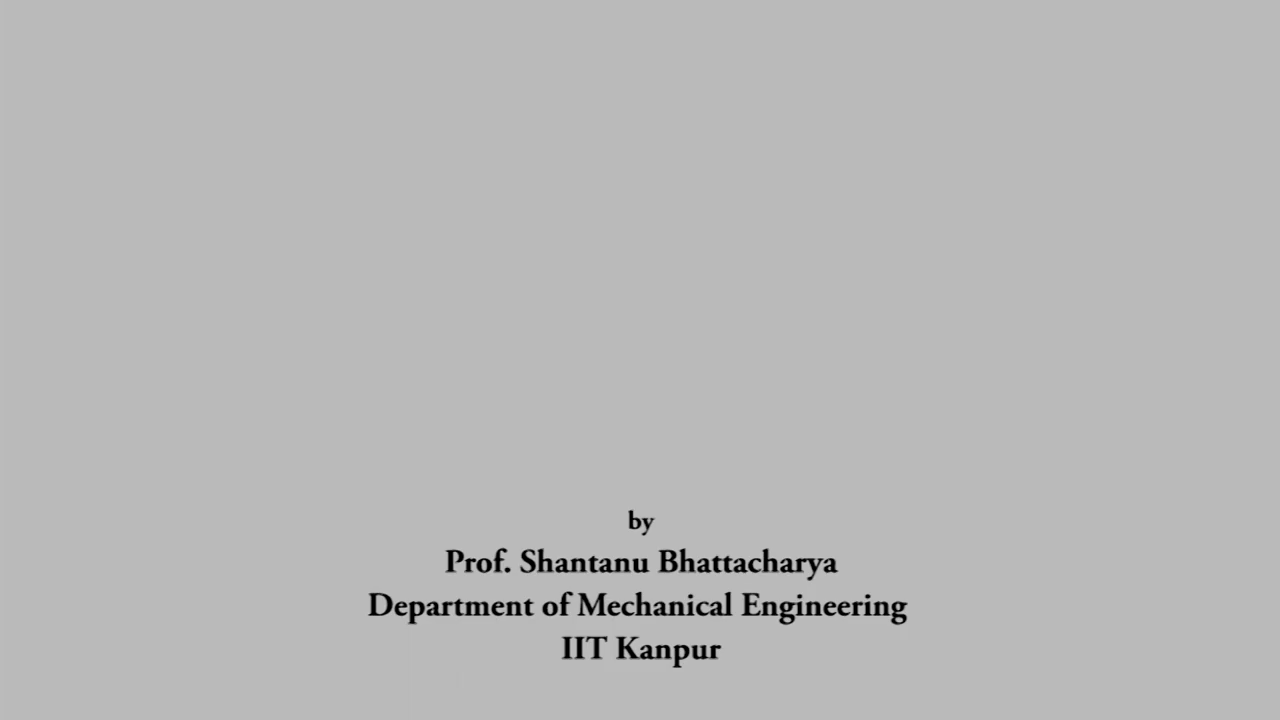 by
Prof. Shantanu Bhattacharya
Department of Mechanical Engineering
IIT Kanpur